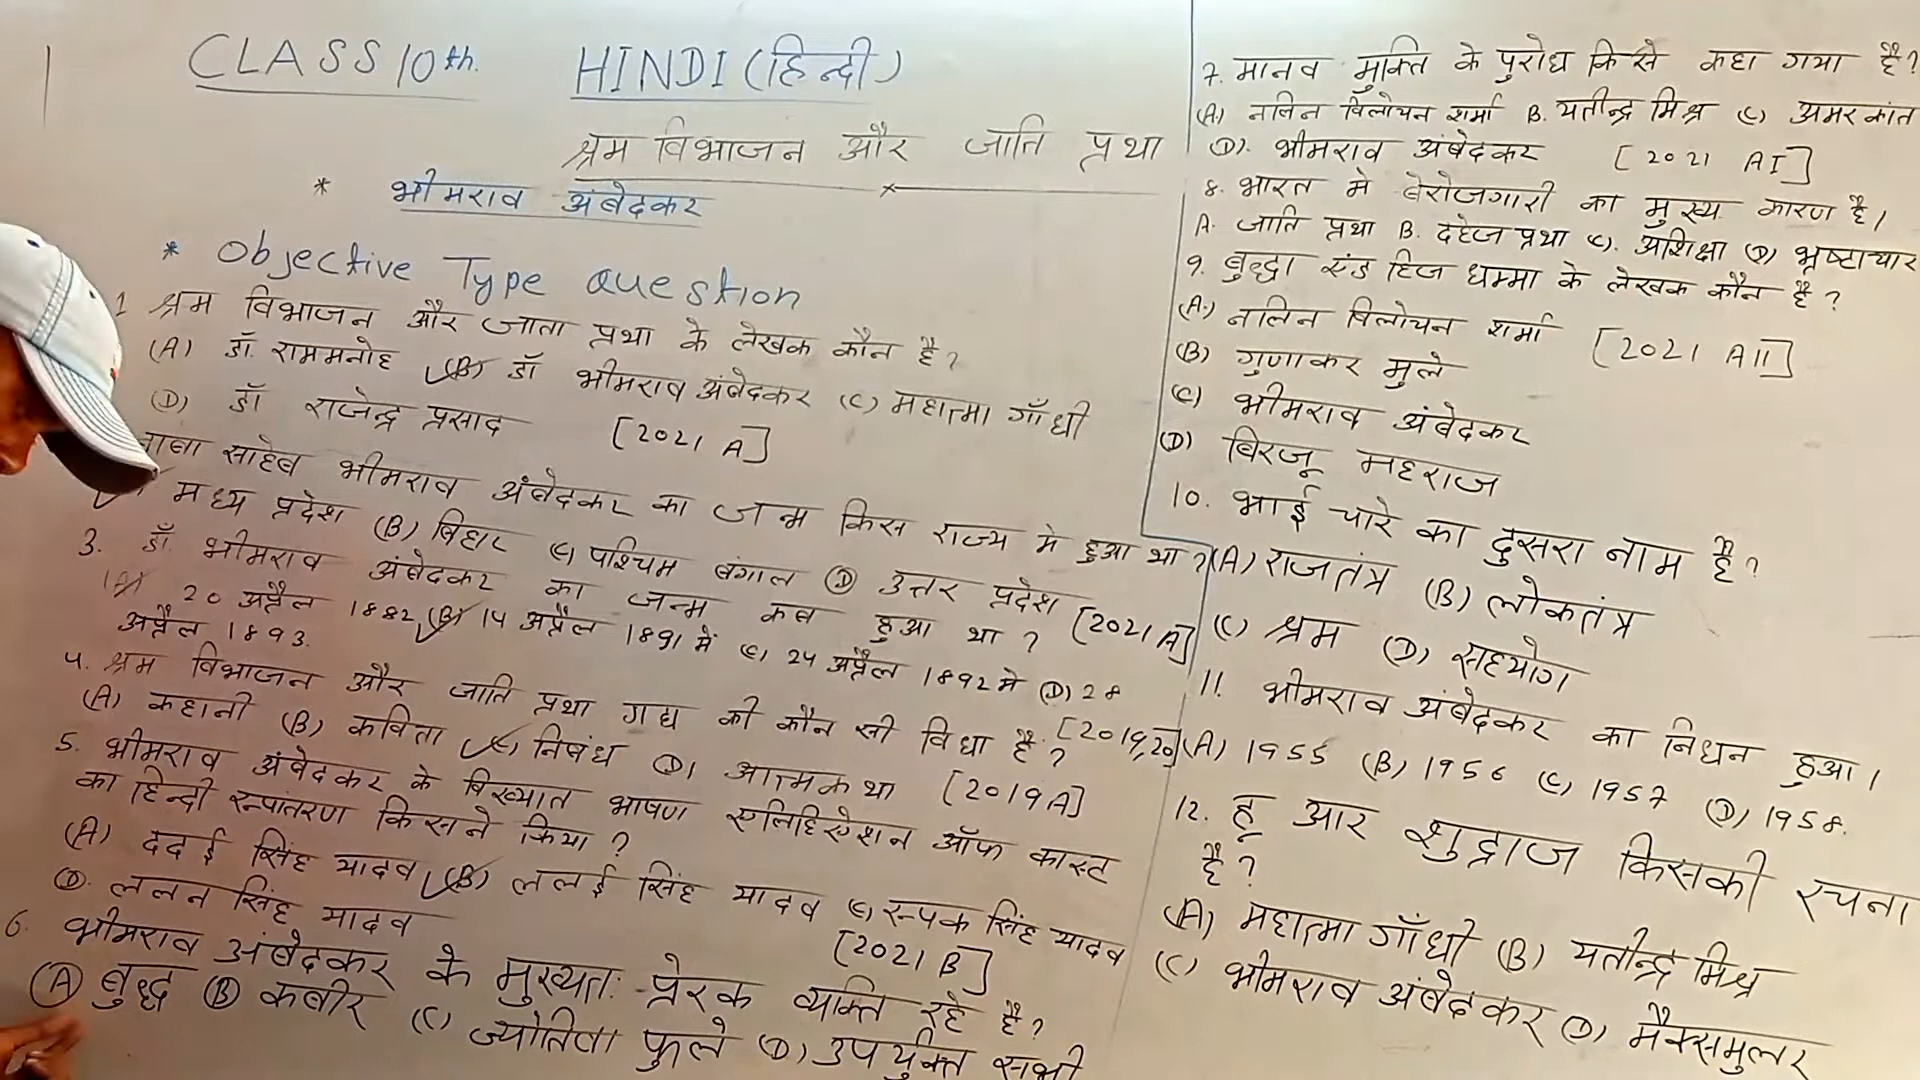 CLASS 10th. HINDI (हिन्दी)
श्रम विभाजन और जाति प्रथा
* भीमराव अंबेदकर
* Objective Type Question
1 श्रम विभाजन और जाता प्रथा के लेखक कौन है?
(A) डॉ. राममनोह (B) डॉ भीमराव अंबेदकर (C) महात्मा गाँधी
(D) डॉ राजेन्द्र प्रसाद [2021 A]
साहेब भीमराव अंबेदकर का जन्म किस राज्य मे हुआ था?
मध्य प्रदेश (B) बिहार (C) पश्चिम बंगाल (D) उत्तर प्रदेश [2021 A]
3. डॉ. भीमराव अंबेदकर का जन्म कब हुआ था?
(A) 20 अप्रैल 1882 (B) 14 अप्रैल 1891 में (C) 24 अप्रैल 1892 मे (D) 28
अप्रैल 1893.
4. श्रम विभाजन और जाति प्रथा गद्य की कौन सी विधा है? [2019,20]
(A) कहानी (B) कविता (C) निबंध (D) आत्मकथा [2019 A]
5. भीमराव अंबेदकर के विख्यात भाषण एलिहिऐशन ऑफ कास्ट
का हिन्दी रूपांतरण किसने किया?
(A) ददई सिंह यादव (B) ललई सिंह यादव (C) रूपक सिंह यादव
(D). ललन सिंह यादव [2021 B]
6. भीमराव अंबेदकर के मुख्यतः प्रेरक व्यक्ति रहे है?
(A) बुद्ध (B) कबीर (C) ज्योतिबा फुले (D) उपर्युक्त सभी
7. मानव मुक्ति के पुरोध किसे कहा गया है?
(A) नलिन विलोचन शर्मा B. यतीन्द्र मिश्र (C) अमरकांत
(D). भीमराव अंबेदकर [2021 AI]
8. भारत मे बेरोजगारी का मुख्य कारण है।
A. जाति प्रथा B. दहेज प्रथा (C). अशिक्षा (D) भ्रष्टाचार
9. बुद्धा एंड हिज धम्मा के लेखक कौन है?
(A) नलिन विलोचन शर्मा [2021 AII]
(B) गुणाकर मुले
(C) भीमराव अंबेदकर
(D) बिरजू महराज
10. भाई चारे का दुसरा नाम है?
(A) राजतंत्र (B) लोकतंत्र
(C) श्रम (D) सहयोग
11. भीमराव अंबेदकर का निधन हुआ।
(A) 1955 (B) 1956 (C) 1957 (D) 1958.
12. हू आर शुद्राज किसकी रचना
है?
(A) महात्मा गाँधी (B) यतीन्द्र मिश्र
(C) भीमराव अंबेदकर (D) मैक्समुलर